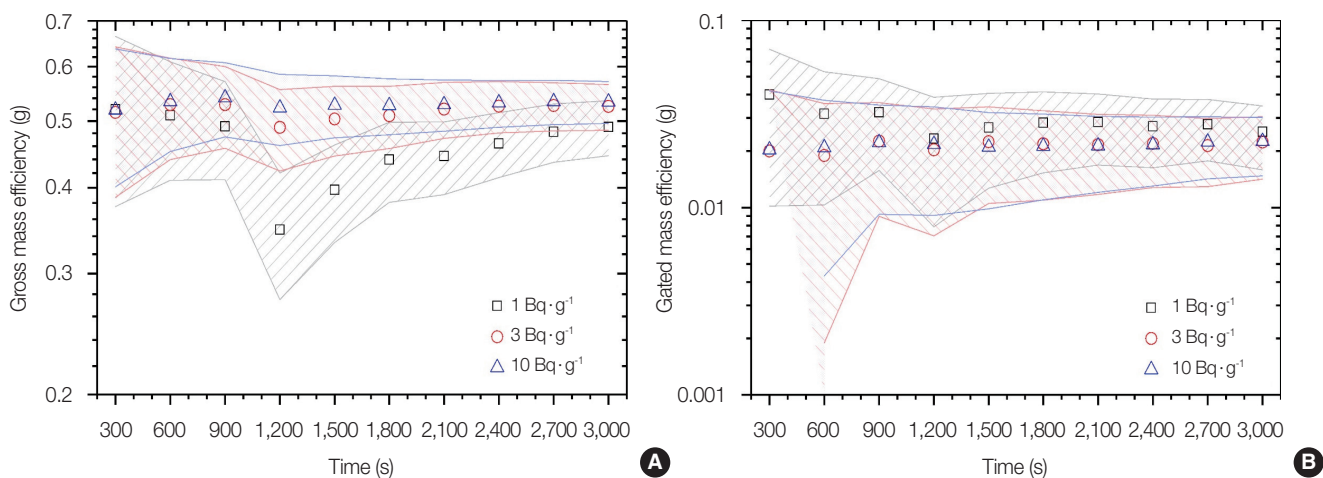 Gross mass efficiency (g)
0.7
0.6
0.5
0.4
0.3
0.2
300 600 900 1,200 1,500 1,800 2,100 2,400 2,700 3,000
Time (s)
1 Bq·g⁻¹
3 Bq·g⁻¹
10 Bq·g⁻¹
A
Gated mass efficiency (g)
0.1
0.01
0.001
300 600 900 1,200 1,500 1,800 2,100 2,400 2,700 3,000
Time (s)
1 Bq·g⁻¹
3 Bq·g⁻¹
10 Bq·g⁻¹
B